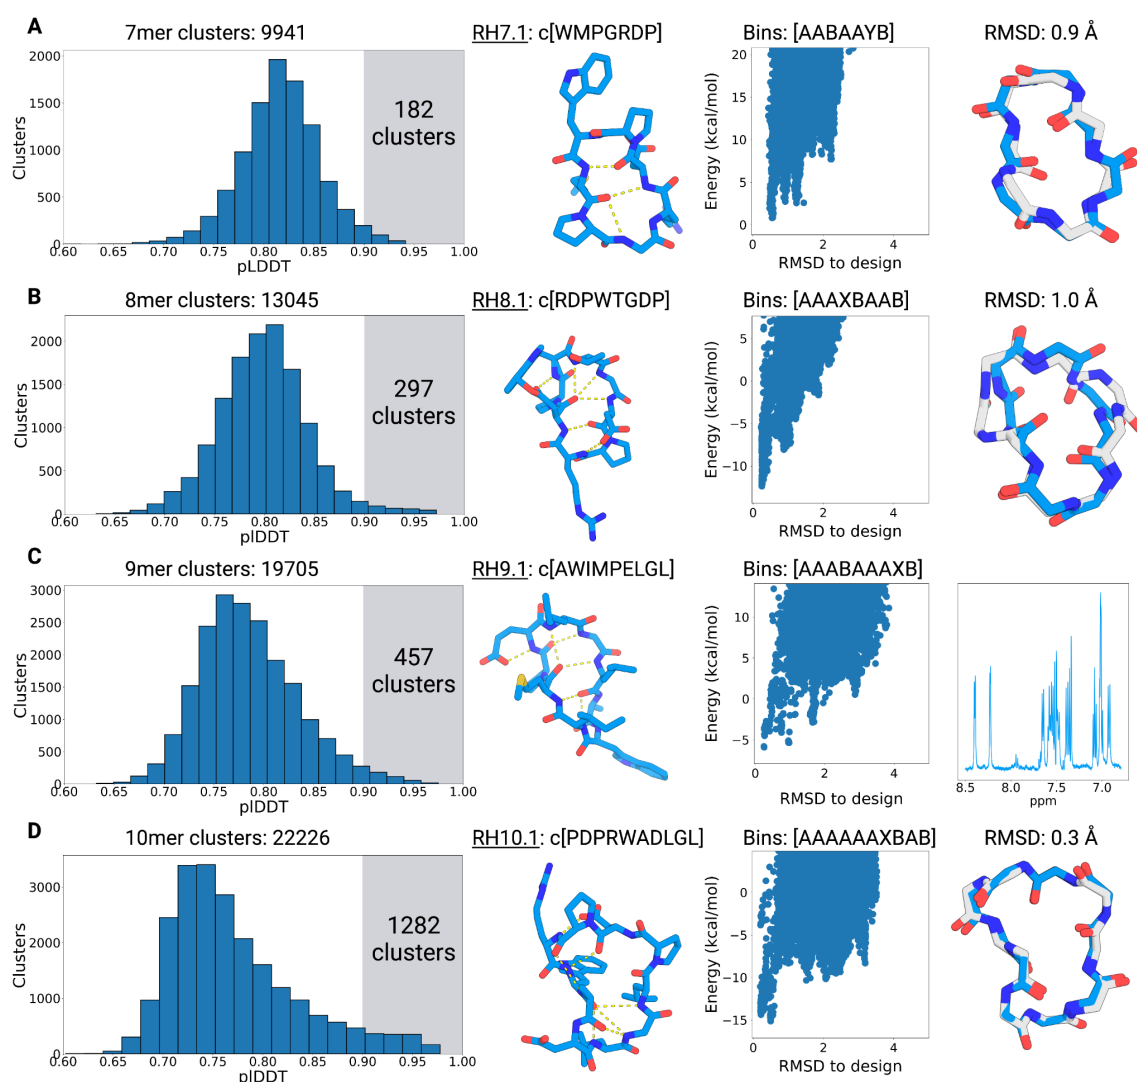 A
7mer clusters: 9941
RH7.1: c[WMPGRDP]
Bins: [AABAAYB]
RMSD: 0.9 Å
Clusters
2000
1500
1000
500
0
182
clusters
0.60 0.65 0.70 0.75 0.80 0.85 0.90 0.95 1.00
pLDDT
Energy (kcal/mol)
20
15
10
5
0
0 2 4
RMSD to design
B
8mer clusters: 13045
RH8.1: c[RDPWTGDP]
Bins: [AAAXBAAB]
RMSD: 1.0 Å
Clusters
2000
1500
1000
500
0
297
clusters
0.60 0.65 0.70 0.75 0.80 0.85 0.90 0.95 1.00
plDDT
Energy (kcal/mol)
5
0
−5
−10
0 2 4
RMSD to design
C
9mer clusters: 19705
RH9.1: c[AWIMPELGL]
Bins: [AAABAAAXB]
Clusters
3000
2500
2000
1500
1000
500
0
457
clusters
0.60 0.65 0.70 0.75 0.80 0.85 0.90 0.95 1.00
plDDT
Energy (kcal/mol)
10
5
0
−5
0 2 4
RMSD to design
8.5 8.0 7.5 7.0
ppm
D
10mer clusters: 22226
RH10.1: c[PDPRWADLGL]
Bins: [AAAAAAXBAB]
RMSD: 0.3 Å
Clusters
3000
2000
1000
0
1282
clusters
0.60 0.65 0.70 0.75 0.80 0.85 0.90 0.95 1.00
plDDT
Energy (kcal/mol)
0
−5
−10
−15
0 2 4
RMSD to design